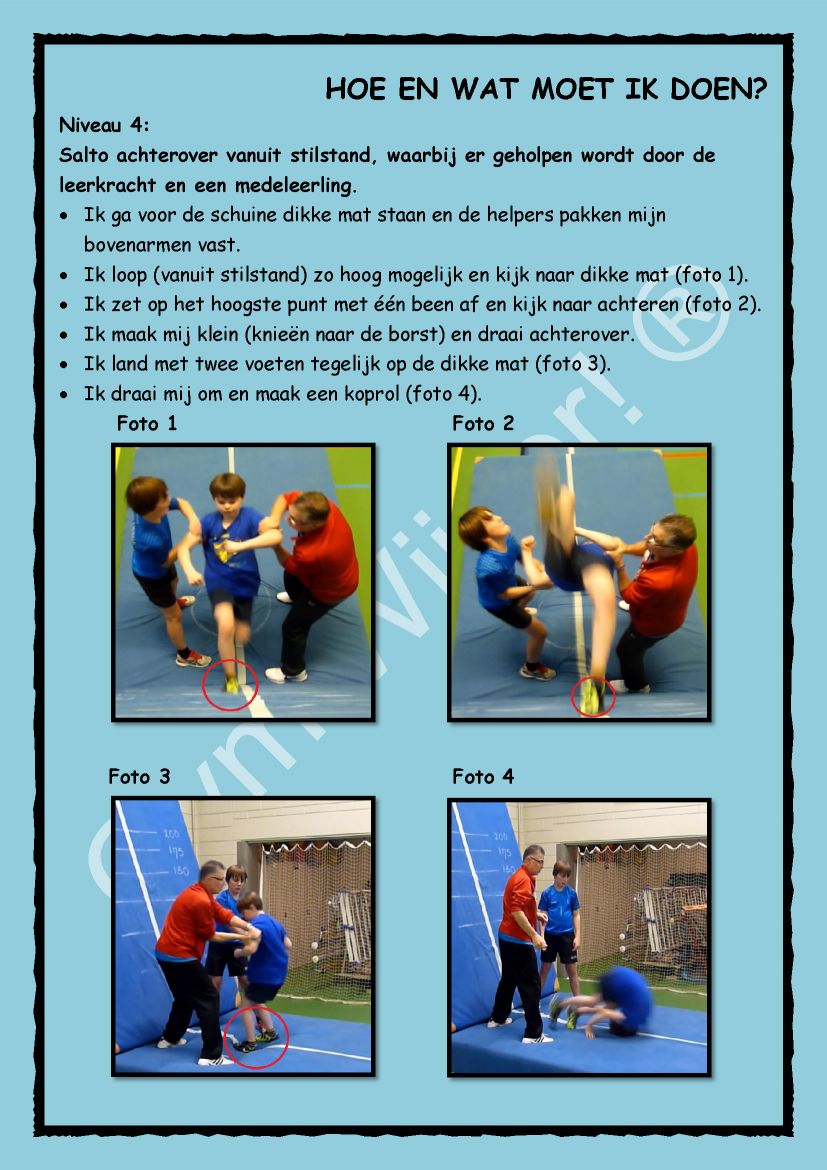 HOE EN WAT MOET IK DOEN?
Niveau 4:
Salto achterover vanuit stilstand, waarbij er geholpen wordt door de
leerkracht en een medeleerling.
• Ik ga voor de schuine dikke mat staan en de helpers pakken mijn
bovenarmen vast.
• Ik loop (vanuit stilstand) zo hoog mogelijk en kijk naar dikke mat (foto 1).
• Ik zet op het hoogste punt met één been af en kijk naar achteren (foto 2).
• Ik maak mij klein (knieën naar de borst) en draai achterover.
• Ik land met twee voeten tegelijk op de dikke mat (foto 3).
• Ik draai mij om en maak een koprol (foto 4).
Foto 1 Foto 2
Foto 3 Foto 4
200
175
150
200
175
150